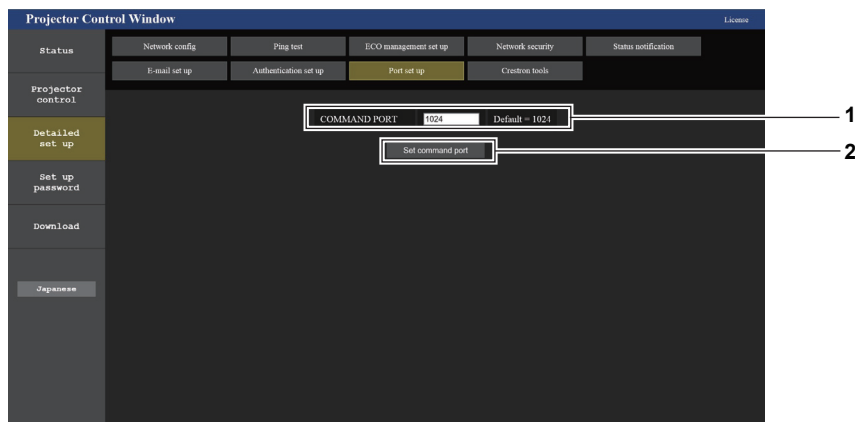 Projector Control Window
License
Status
Network config
Ping test
ECO management set up
Network security
Status notification
E-mail set up
Authentication set up
Port set up
Crestron tools
Projector
control
COMMAND PORT 1024 Default = 1024
1
Detailed
set up
Set command port
2
Set up
password
Download
Japanese